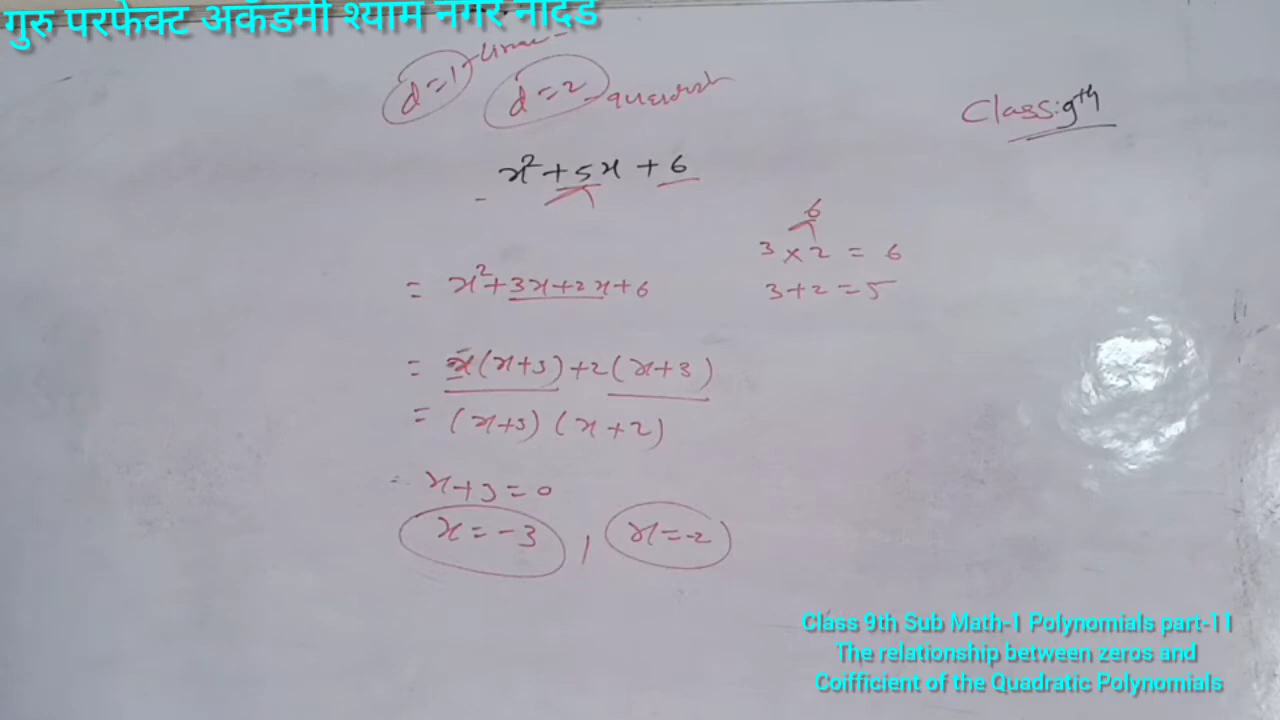 गुरु परफेक्ट अकॅडमी श्याम नगर नांदेड
d=1
d=2
Class:9th
x²+5x+6
6
3×2=6
3+2=5
= x²+3x+2x+6
= x(x+3)+2(x+3)
= (x+3)(x+2)
x+3=0
x=-3, x=-2
Class 9th Sub Math-1 Polynomials part-11
The relationship between zeros and
Coifficient of the Quadratic Polynomials